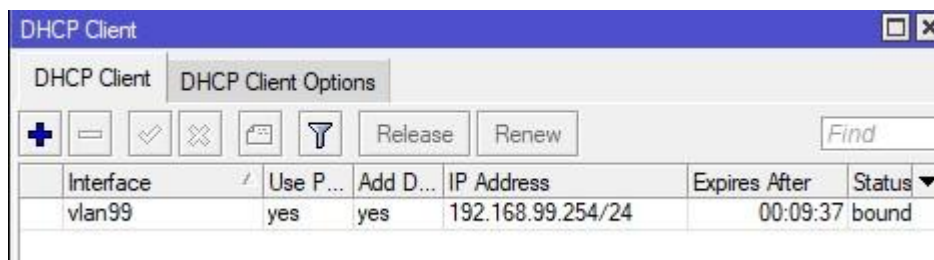 DHCP Client
DHCP Client DHCP Client Options
Release Renew Find
Interface Use P... Add D... IP Address Expires After Status
vlan99 yes yes 192.168.99.254/24 00:09:37 bound